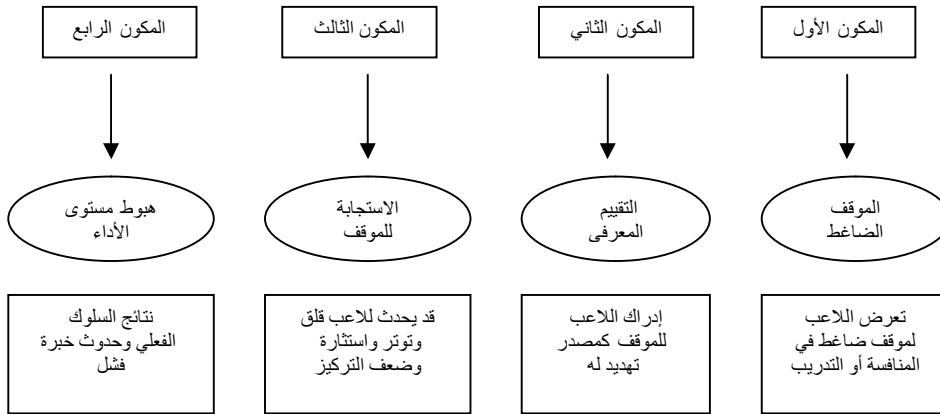 المكون الأول
المكون الثاني
المكون الثالث
المكون الرابع
الموقف
الضاغط
التقييم
المعرفى
الاستجابة
للموقف
هبوط مستوى
الأداء
تعرض اللاعب
لموقف ضاغط في
المنافسة أو التدريب
إدراك اللاعب
للموقف كمصدر
تهديد له
قد يحدث للاعب قلق
وتوتر واستثارة
وضعف التركيز
نتائج السلوك
الفعلي وحدوث خبرة
فشل